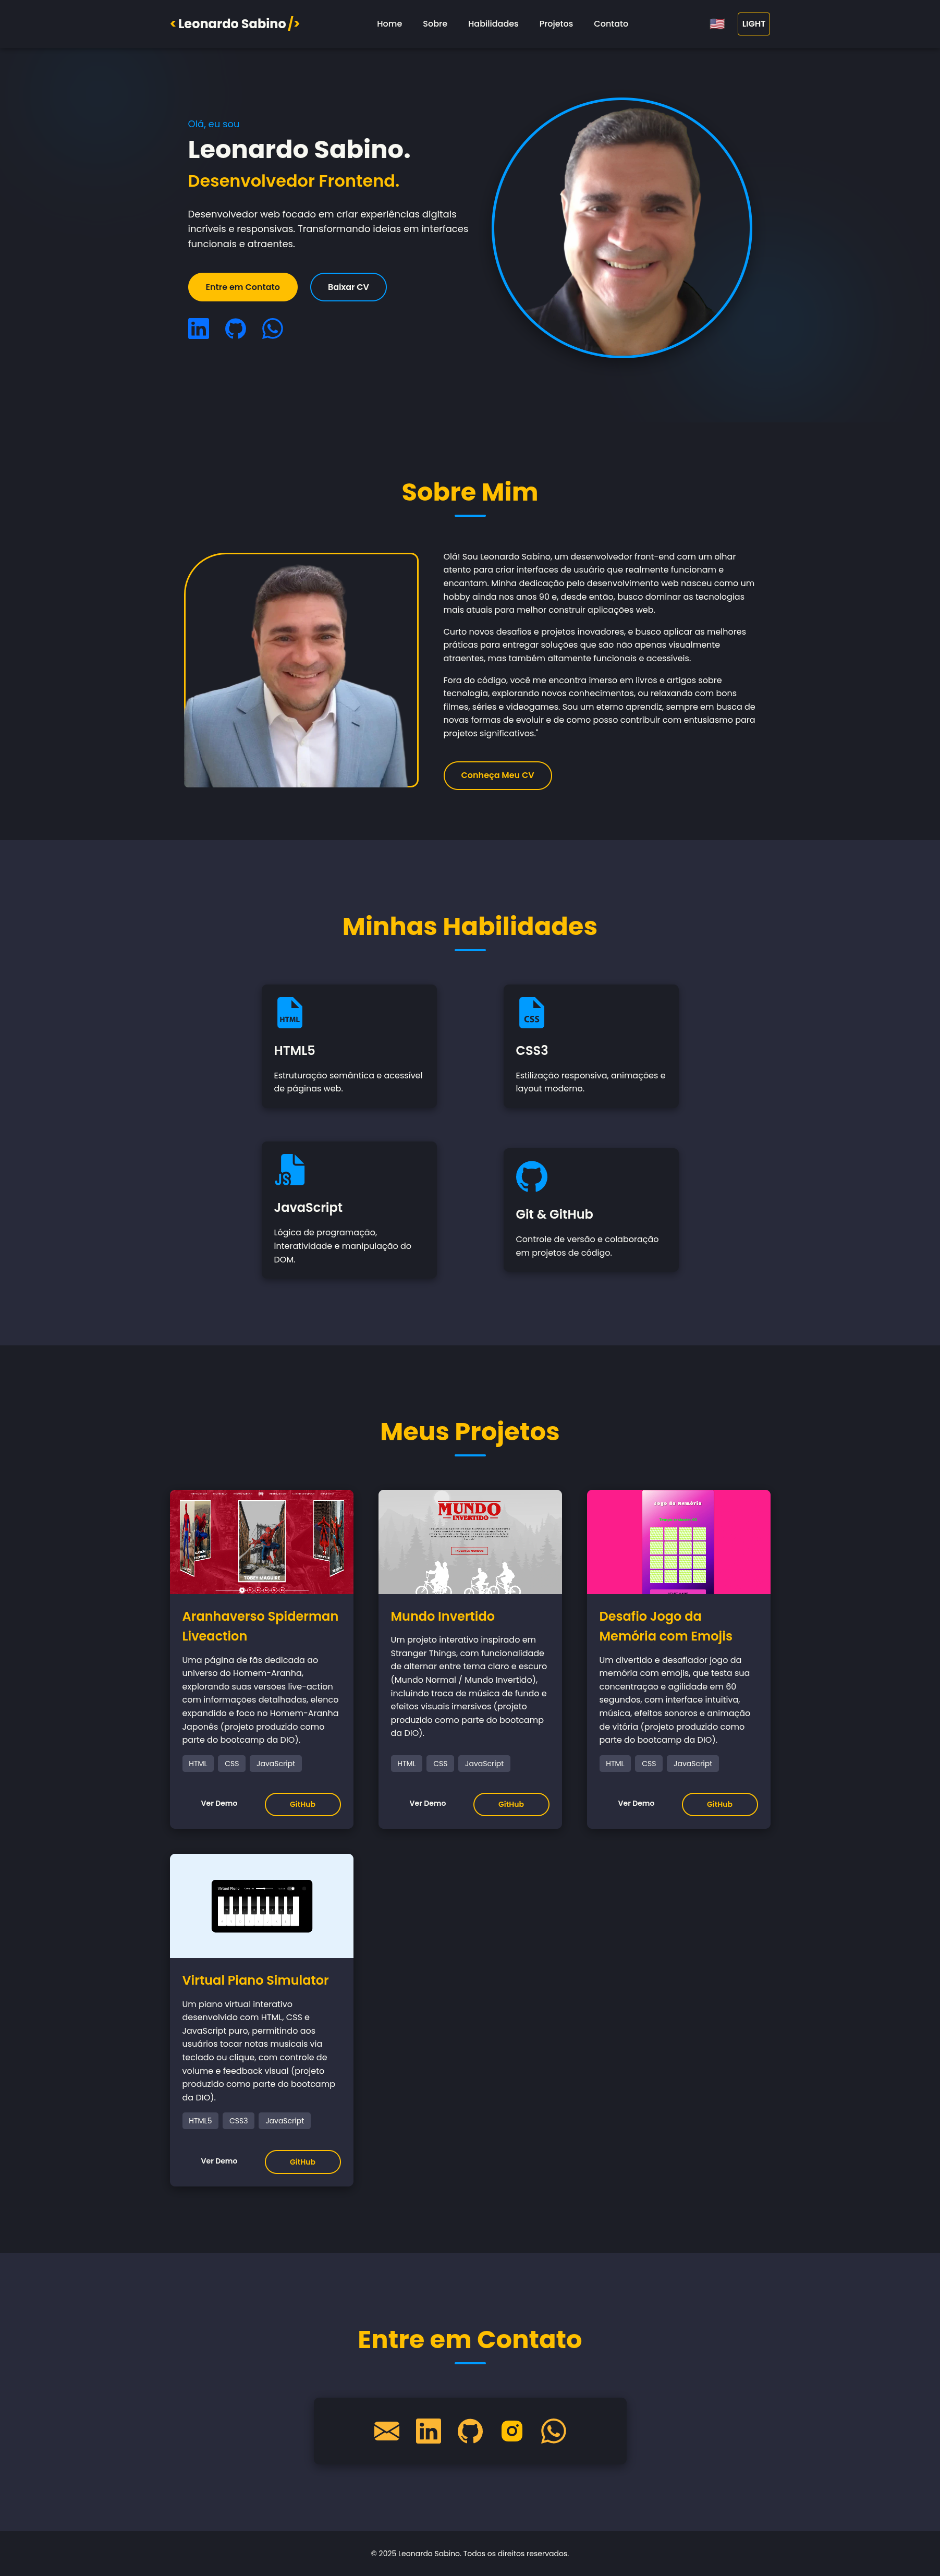 < Leonardo Sabino />
Home
Sobre
Habilidades
Projetos
Contato
LIGHT
Olá, eu sou
Leonardo Sabino.
Desenvolvedor Frontend.
Desenvolvedor web focado em criar experiências digitais
incríveis e responsivas. Transformando ideias em interfaces
funcionais e atraentes.
Entre em Contato
Baixar CV
Sobre Mim
Olá! Sou Leonardo Sabino, um desenvolvedor front-end com um olhar
atento para criar interfaces de usuário que realmente funcionam e
encantam. Minha dedicação pelo desenvolvimento web nasceu como um
hobby ainda nos anos 90 e, desde então, busco dominar as tecnologias
mais atuais para melhor construir aplicações web.
Curto novos desafios e projetos inovadores, e busco aplicar as melhores
práticas para entregar soluções que são não apenas visualmente
atraentes, mas também altamente funcionais e acessíveis.
Fora do código, você me encontra imerso em livros e artigos sobre
tecnologia, explorando novos conhecimentos, ou relaxando com bons
filmes, séries e videogames. Sou um eterno aprendiz, sempre em busca de
novas formas de evoluir e de como posso contribuir com entusiasmo para
projetos significativos."
Conheça Meu CV
Minhas Habilidades
HTML
HTML5
Estruturação semântica e acessível
de páginas web.
CSS
CSS3
Estilização responsiva, animações e
layout moderno.
JS
JavaScript
Lógica de programação,
interatividade e manipulação do
DOM.
Git & GitHub
Controle de versão e colaboração
em projetos de código.
Meus Projetos
TOBEY MAGUIRE
Aranhaverso Spiderman
Liveaction
Uma página de fãs dedicada ao
universo do Homem-Aranha,
explorando suas versões live-action
com informações detalhadas, elenco
expandido e foco no Homem-Aranha
Japonês (projeto produzido como
parte do bootcamp da DIO).
HTML
CSS
JavaScript
Ver Demo
GitHub
MUNDO
INVERTIDO
Mundo Invertido
Um projeto interativo inspirado em
Stranger Things, com funcionalidade
de alternar entre tema claro e escuro
(Mundo Normal / Mundo Invertido),
incluindo troca de música de fundo e
efeitos visuais imersivos (projeto
produzido como parte do bootcamp
da DIO).
HTML
CSS
JavaScript
Ver Demo
GitHub
Jogo da Memória
Desafio Jogo da
Memória com Emojis
Um divertido e desafiador jogo da
memória com emojis, que testa sua
concentração e agilidade em 60
segundos, com interface intuitiva,
música, efeitos sonoros e animação
de vitória (projeto produzido como
parte do bootcamp da DIO).
HTML
CSS
JavaScript
Ver Demo
GitHub
Virtual Piano
Virtual Piano Simulator
Um piano virtual interativo
desenvolvido com HTML, CSS e
JavaScript puro, permitindo aos
usuários tocar notas musicais via
teclado ou clique, com controle de
volume e feedback visual (projeto
produzido como parte do bootcamp
da DIO).
HTML5
CSS3
JavaScript
Ver Demo
GitHub
Entre em Contato
© 2025 Leonardo Sabino. Todos os direitos reservados.